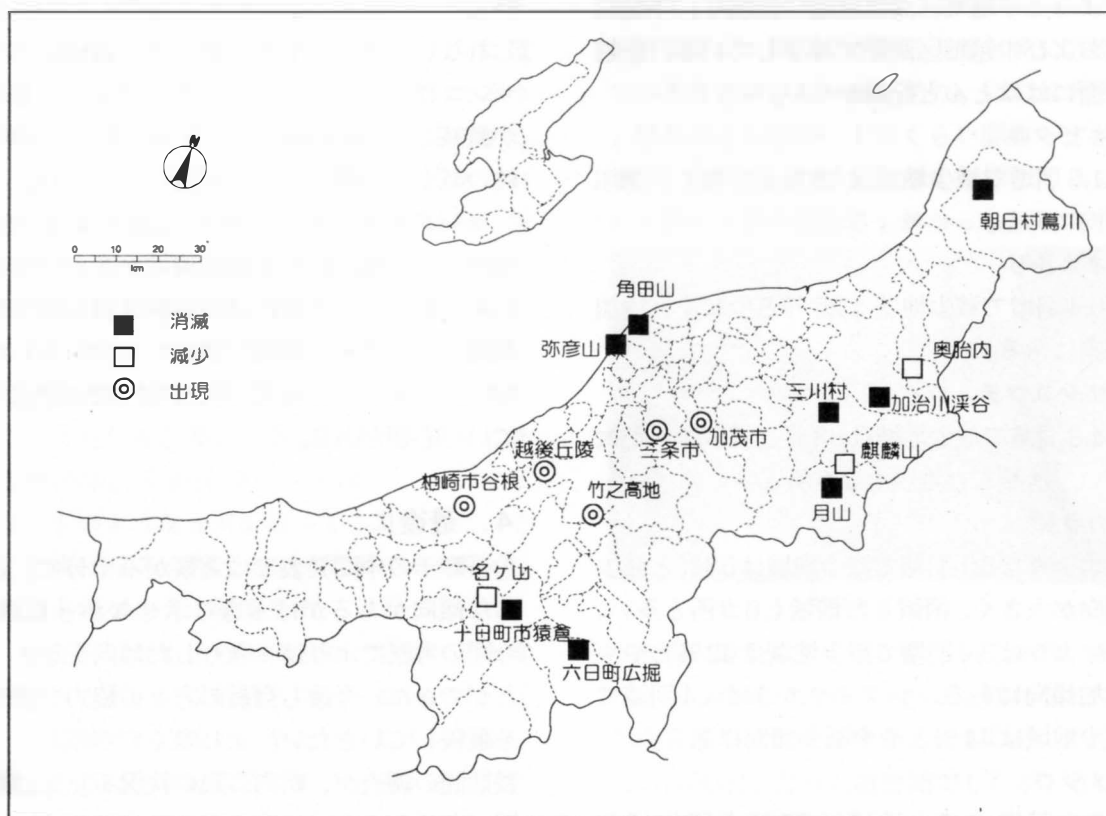 N
0 10 20 30
km
消滅
減少
出現
朝日村蔦川
角田山
弥彦山
奥胎内
三川村
加治川渓谷
加茂市
三条市
麒麟山
越後丘陵
柏崎市谷根
竹之高地
月山
名ケ山
十日町市猿倉
六日町広堀